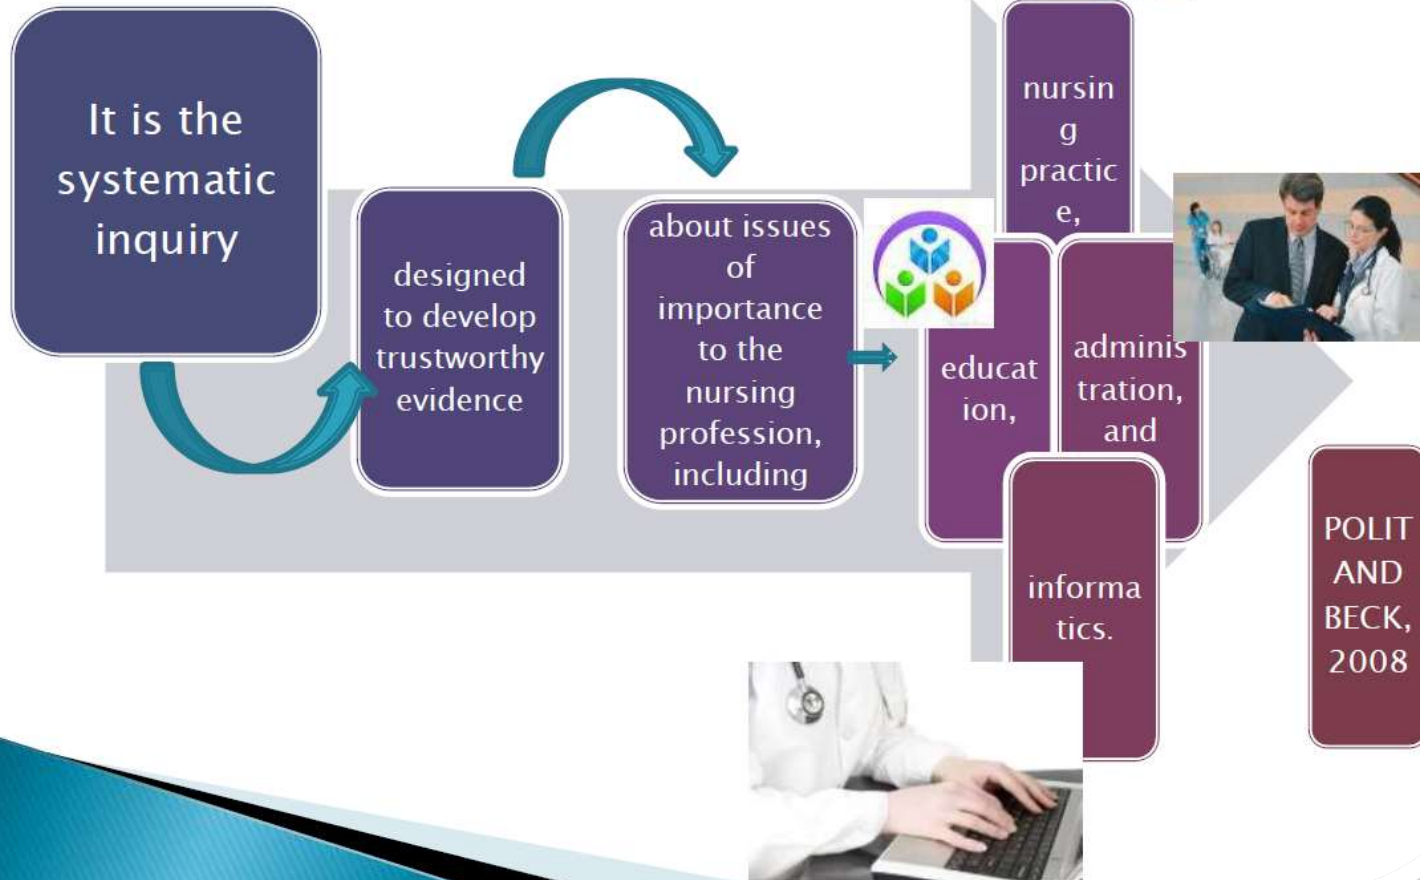 It is the
systematic
inquiry
designed
to develop
trustworthy
evidence
about issues
of
importance
to the
nursing
profession,
including
nursin
g
practic
e,
educat
ion,
adminis
tration,
and
informa
tics.
POLIT
AND
BECK,
2008